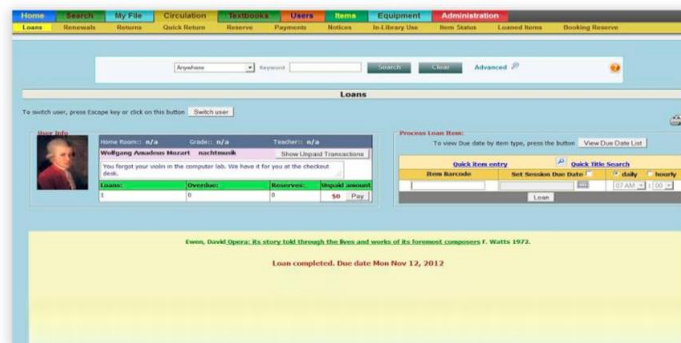 Home Search My File Circulation Textbooks Users Items Equipment Administration
Loans Renewals Returns Quick Return Reserve Payments Notices In-Library Use Item Status Loaned Items Booking Reserve
Anywhere Keyword Search Clear Advanced
Loans
To switch user, press Escape key or click on this button Switch user
User Info
Home Room:: n/a Grade:: n/a Teacher:: n/a
Wolfgang Amadeus Mozart nachtmusik Show Unpaid Transactions
You forgot your violin in the computer lab. We have it for you at the checkout
desk.
Loans: Overdue: Reserves: Unpaid amount
1 0 0 $0 Pay
Process Loan Item:
To view Due date by item type, press the button View Due Date List
Quick item entry Quick Title Search
Item Barcode Set Session Due Date daily hourly
07 AM : 00
Loan
Ewen, David Opera: its story told through the lives and works of its foremost composers F. Watts 1972.
Loan completed. Due date Mon Nov 12, 2012